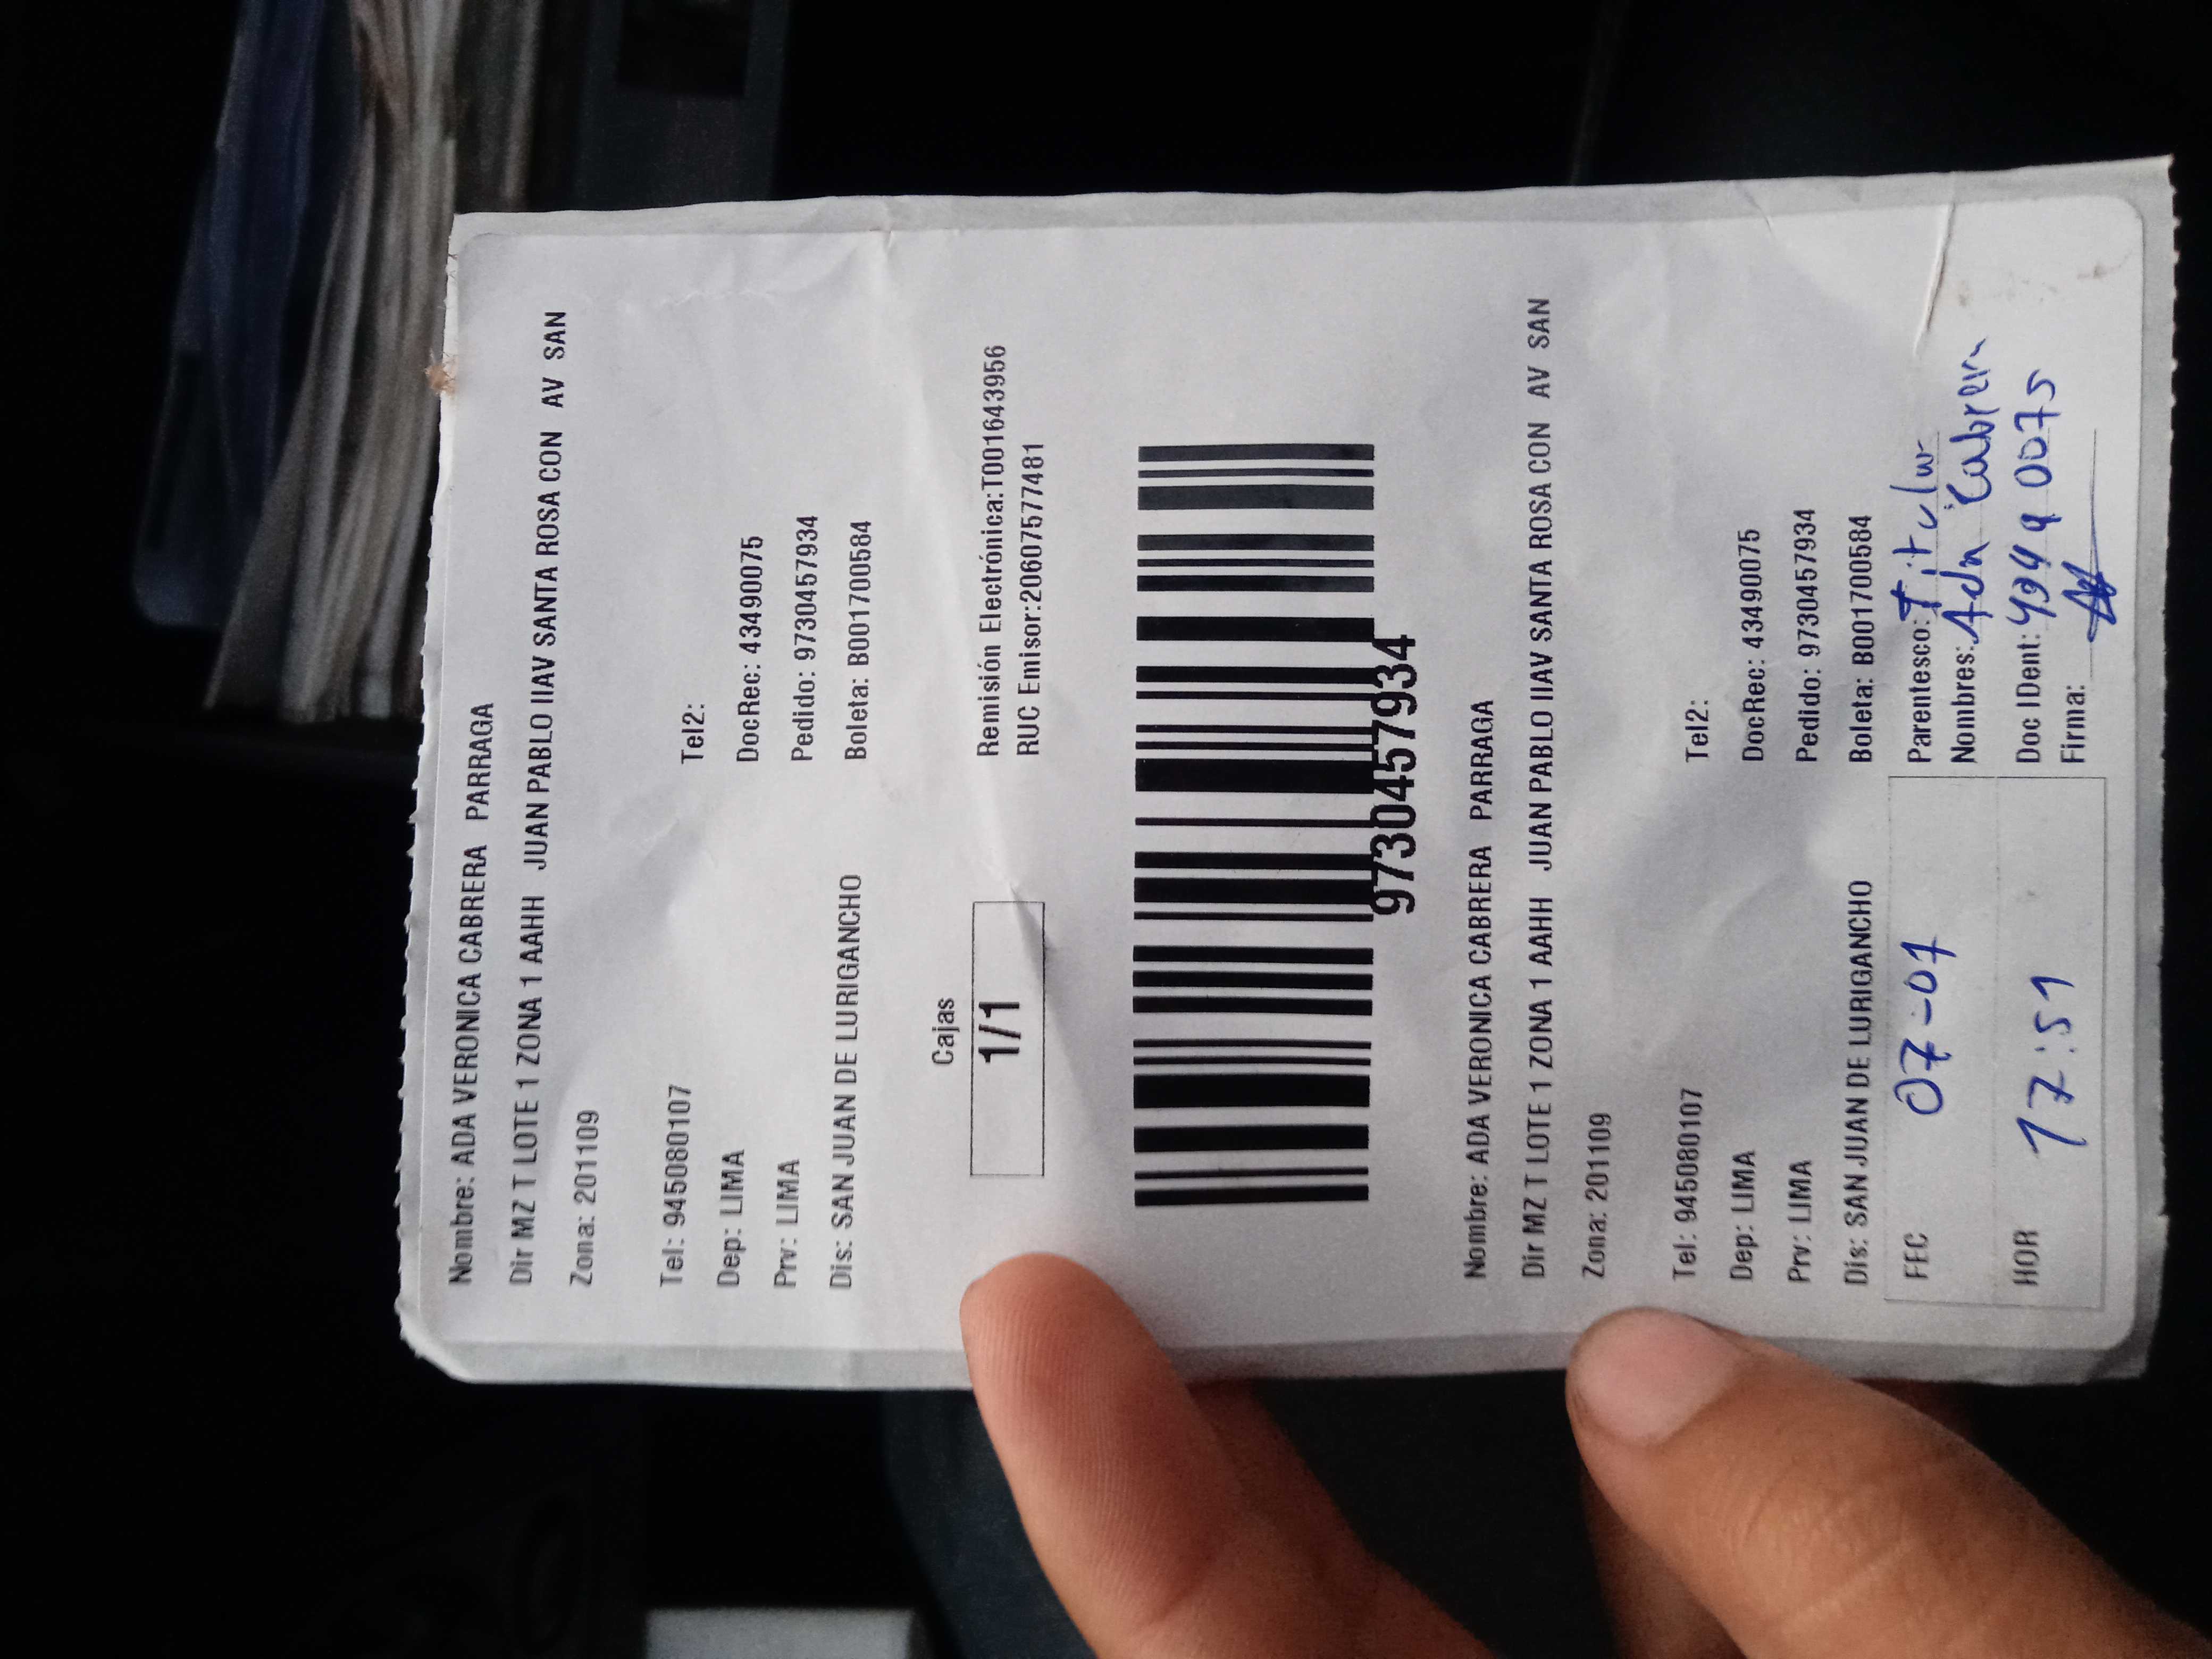 Nombre: ADA VERONICA CABRERA PARRAGA
Dir MZ T LOTE 1 ZONA 1 AAHH JUAN PABLO IIAV SANTA ROSA CON AV SAN
Zona: 201109
Tel: 945080107 Tel2:
Dep: LIMA DocRec: 43490075
Prv: LIMA Pedido: 9730457934
Dis: SAN JUAN DE LURIGANCHO Boleta: B001700584
Cajas
1/1 Remisión Electrónica:T001643956
RUC Emisor:20607577481
9730457934
Nombre: ADA VERONICA CABRERA PARRAGA
Dir MZ T LOTE 1 ZONA 1 AAHH JUAN PABLO IIAV SANTA ROSA CON AV SAN
Zona: 201109
Tel: 945080107 Tel2:
Dep: LIMA DocRec: 43490075
Prv: LIMA Pedido: 9730457934
Dis: SAN JUAN DE LURIGANCHO Boleta: B001700584
FEC 07-07 Parentesco: Titular
Nombres: Ada Cabrera
HOR 17:51 Doc IDent: 43490075
Firma: